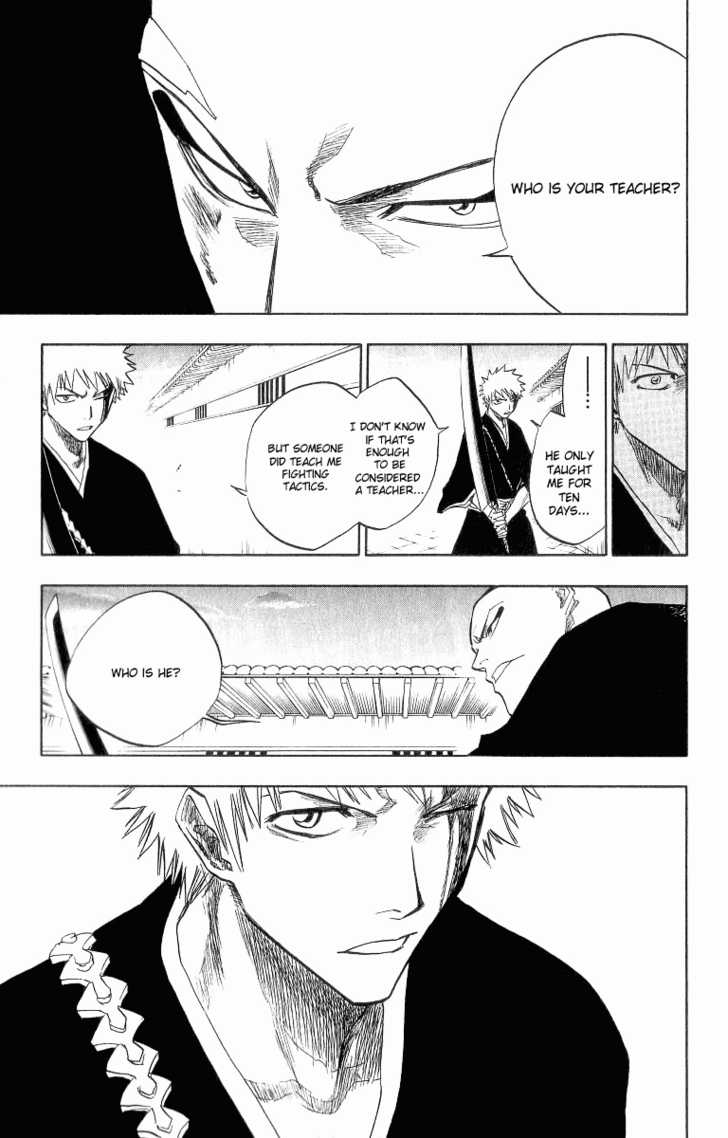 WHO IS YOUR TEACHER?
......
HE ONLY
TAUGHT
ME FOR
TEN
DAYS...
I DON'T KNOW
IF THAT'S
ENOUGH
TO BE
CONSIDERED
A TEACHER...
BUT SOMEONE
DID TEACH ME
FIGHTING
TACTICS.
WHO IS HE?